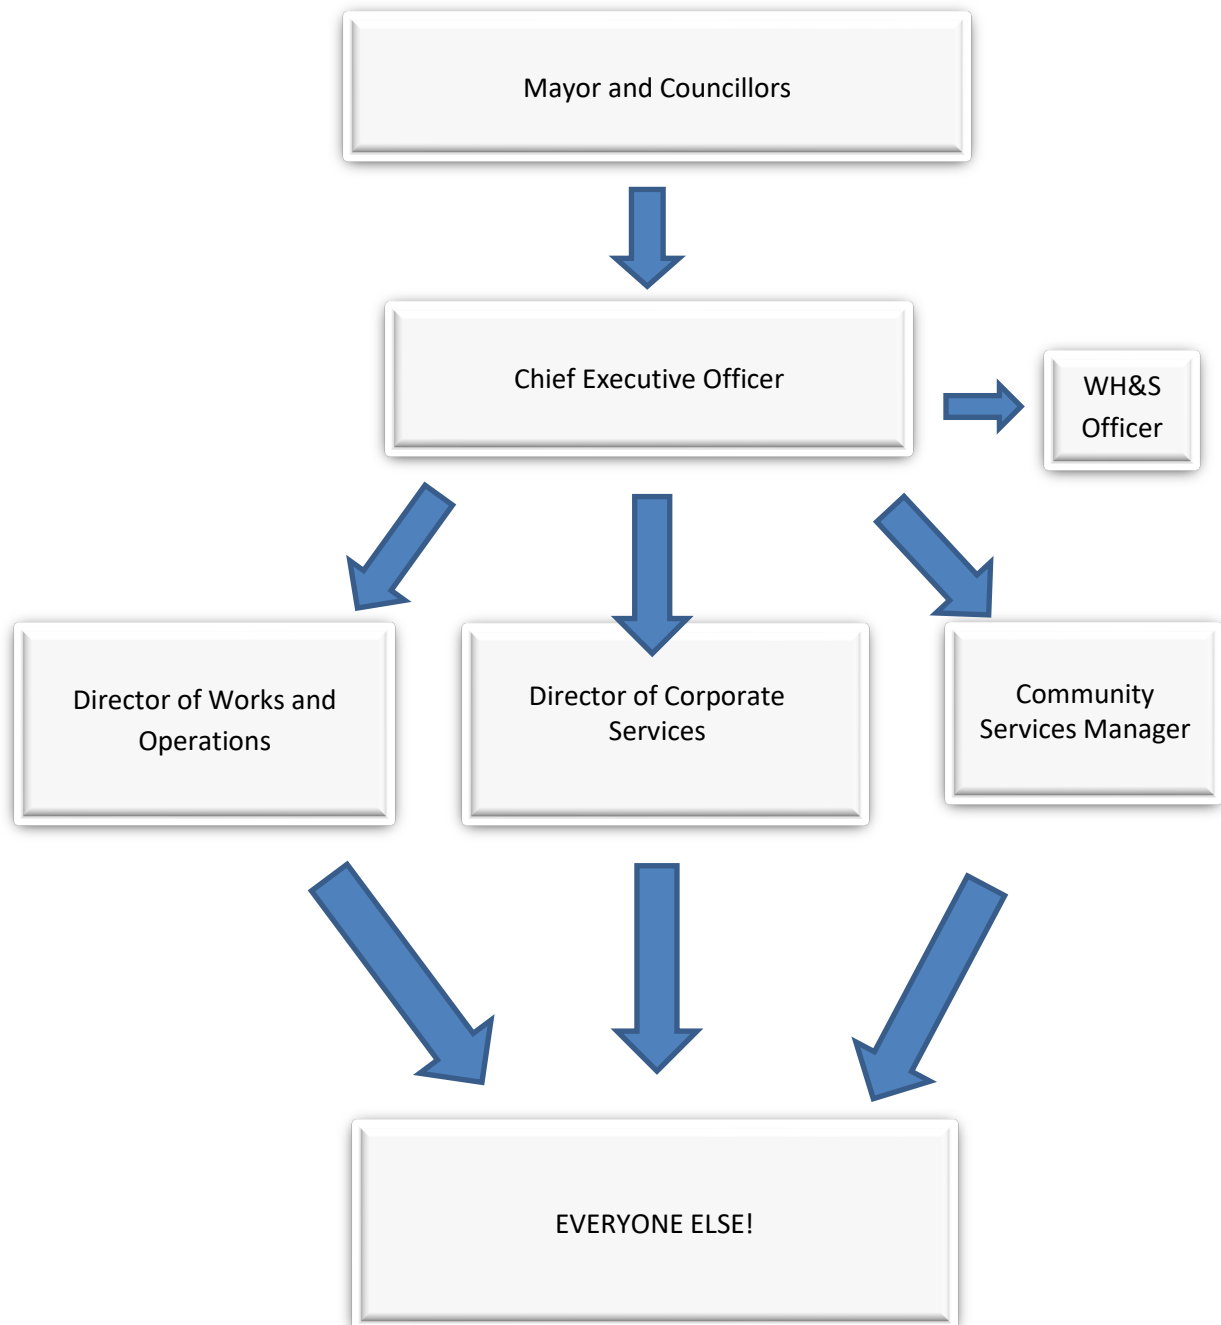 Mayor and Councillors
Chief Executive Officer
WH&S
Officer
Director of Works and
Operations
Director of Corporate
Services
Community
Services Manager
EVERYONE ELSE!